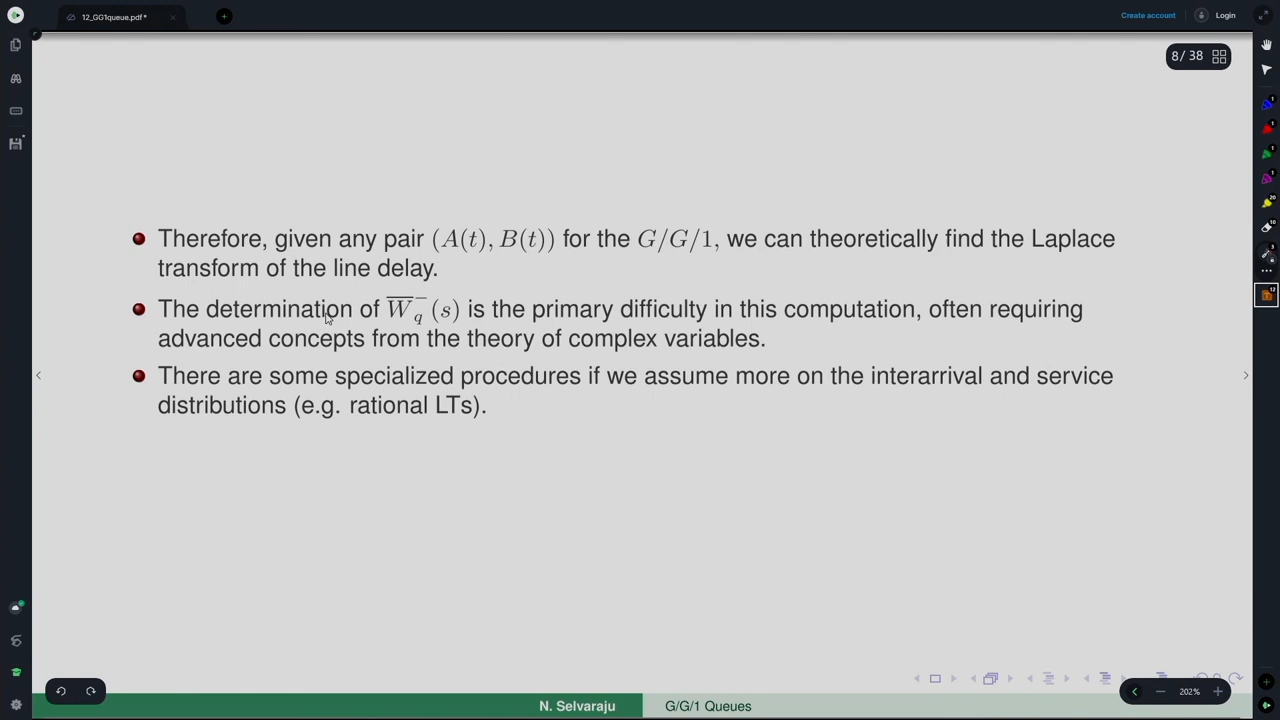 12_GG1queue.pdf*
Create account
Login
8/ 38
Therefore, given any pair (A(t), B(t)) for the G/G/1, we can theoretically find the Laplace
transform of the line delay.
The determination of W̅_q^−(s) is the primary difficulty in this computation, often requiring
advanced concepts from the theory of complex variables.
There are some specialized procedures if we assume more on the interarrival and service
distributions (e.g. rational LTs).
202%
N. Selvaraju
G/G/1 Queues